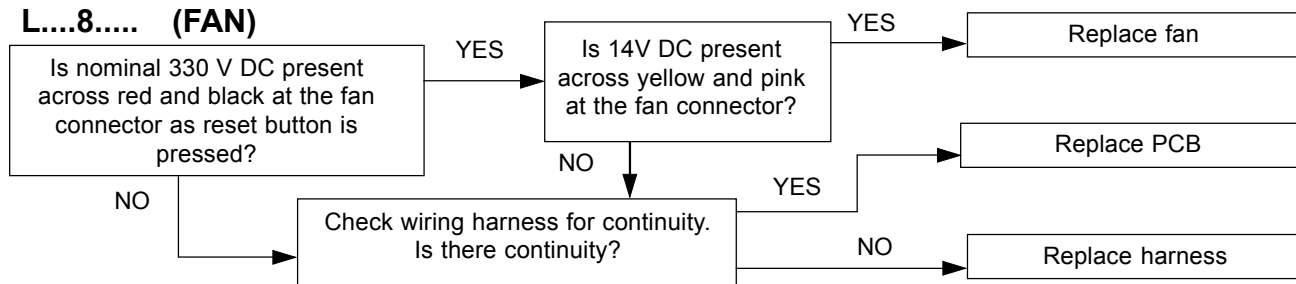 L....8..... (FAN)
Is nominal 330 V DC present
across red and black at the fan
connector as reset button is
pressed?
YES
Is 14V DC present
across yellow and pink
at the fan connector?
YES
Replace fan
NO
NO
Check wiring harness for continuity.
Is there continuity?
YES
Replace PCB
NO
Replace harness